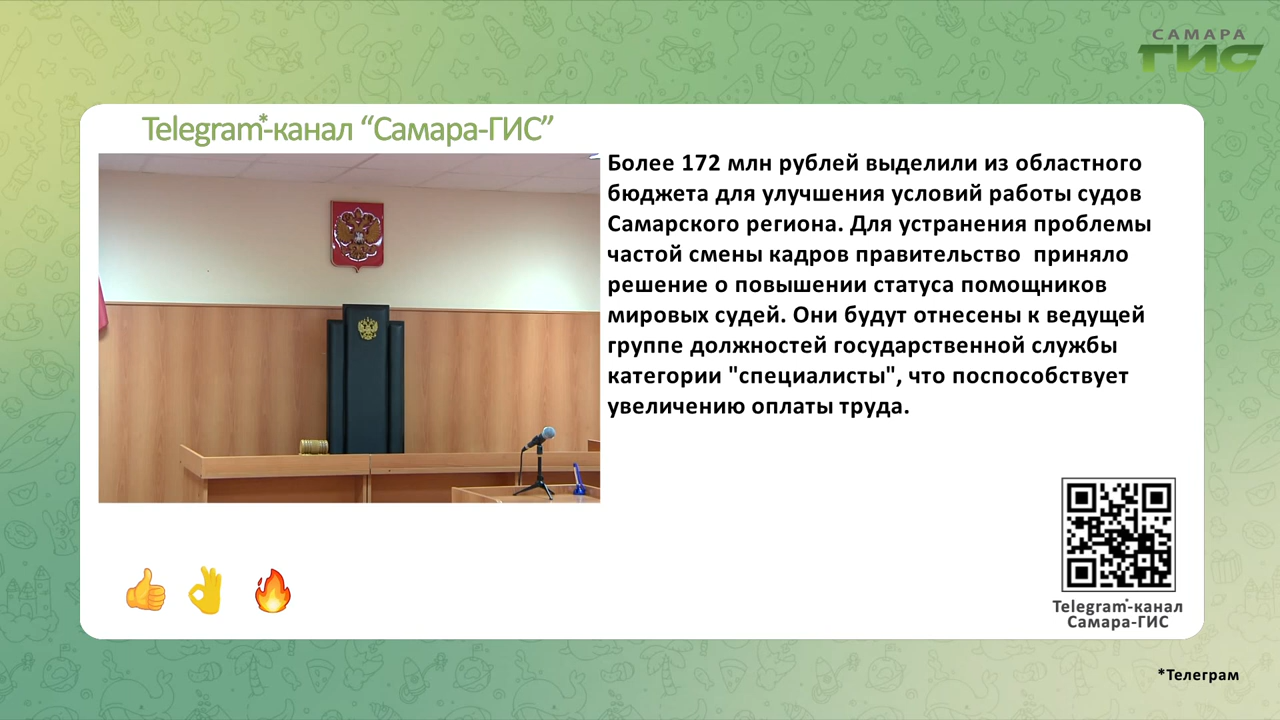 САМАРА
ГИС
Telegram*-канал “Самара-ГИС”
Более 172 млн рублей выделили из областного
бюджета для улучшения условий работы судов
Самарского региона. Для устранения проблемы
частой смены кадров правительство  приняло
решение о повышении статуса помощников
мировых судей. Они будут отнесены к ведущей
группе должностей государственной службы
категории "специалисты", что поспособствует
увеличению оплаты труда.
Telegram*-канал
Самара-ГИС
*Телеграм